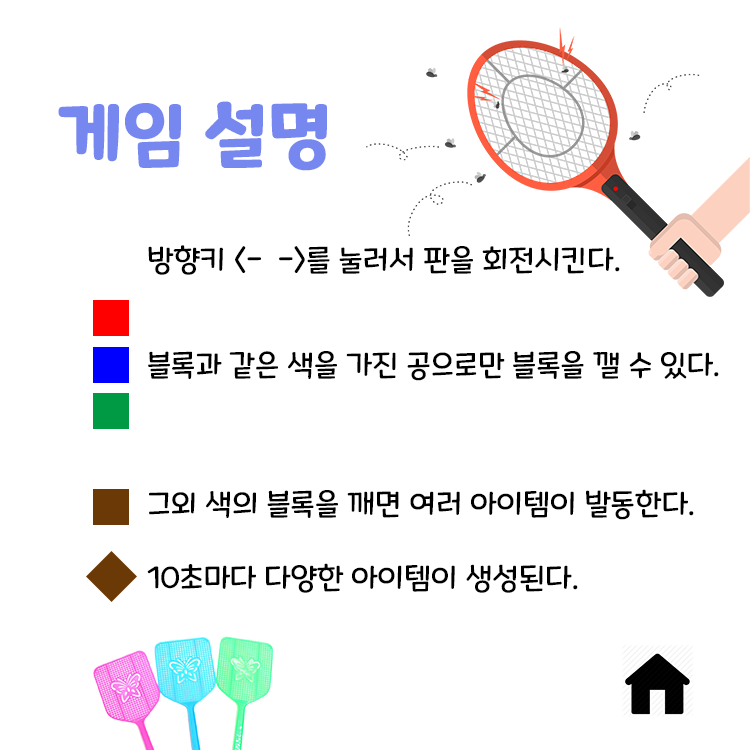 게임 설명
방향키 <- ->를 눌러서 판을 회전시킨다.
블록과 같은 색을 가진 공으로만 블록을 깰 수 있다.
그외 색의 블록을 깨면 여러 아이템이 발동한다.
10초마다 다양한 아이템이 생성된다.